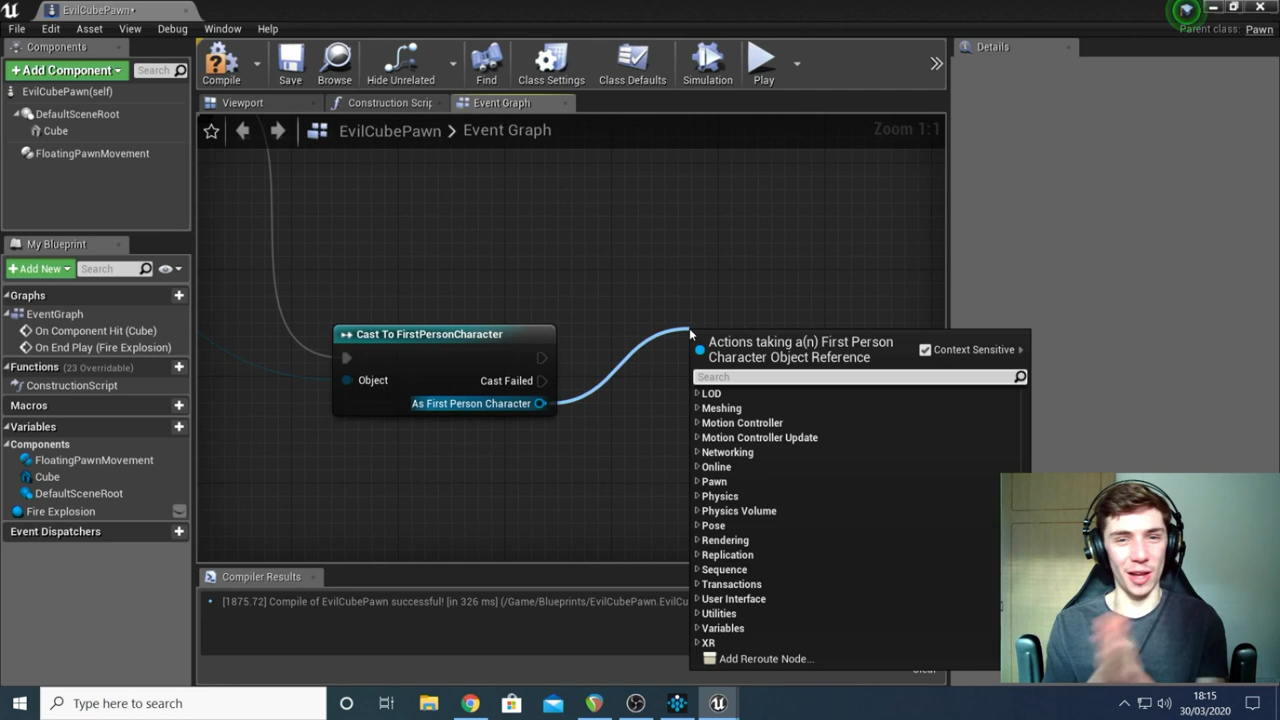 EvilCubePawn•
File Edit Asset View Debug Window Help
Parent class: Pawn
Components
+Add Component
Search
EvilCubePawn(self)
DefaultSceneRoot
Cube
FloatingPawnMovement
Compile
Save
Browse
Hide Unrelated
Find
Class Settings
Class Defaults
Simulation
Play
Viewport
Construction Scrip
Event Graph
EvilCubePawn > Event Graph
Zoom 1:1
Details
My Blueprint
+Add New
Search
Graphs
EventGraph
On Component Hit (Cube)
On End Play (Fire Explosion)
Functions (23 Overridable)
ConstructionScript
Macros
Variables
Components
FloatingPawnMovement
Cube
DefaultSceneRoot
Fire Explosion
Event Dispatchers
Cast To FirstPersonCharacter
Object
Cast Failed
As First Person Character
Actions taking a(n) First Person
Character Object Reference
Context Sensitive
Search
LOD
Meshing
Motion Controller
Motion Controller Update
Networking
Online
Pawn
Physics
Physics Volume
Pose
Rendering
Replication
Sequence
Transactions
User Interface
Utilities
Variables
XR
Add Reroute Node...
Compiler Results
[1875.72] Compile of EvilCubePawn successful! [in 326 ms] (/Game/Blueprints/EvilCubePawn.EvilCu
Clear
Type here to search
18:15
30/03/2020